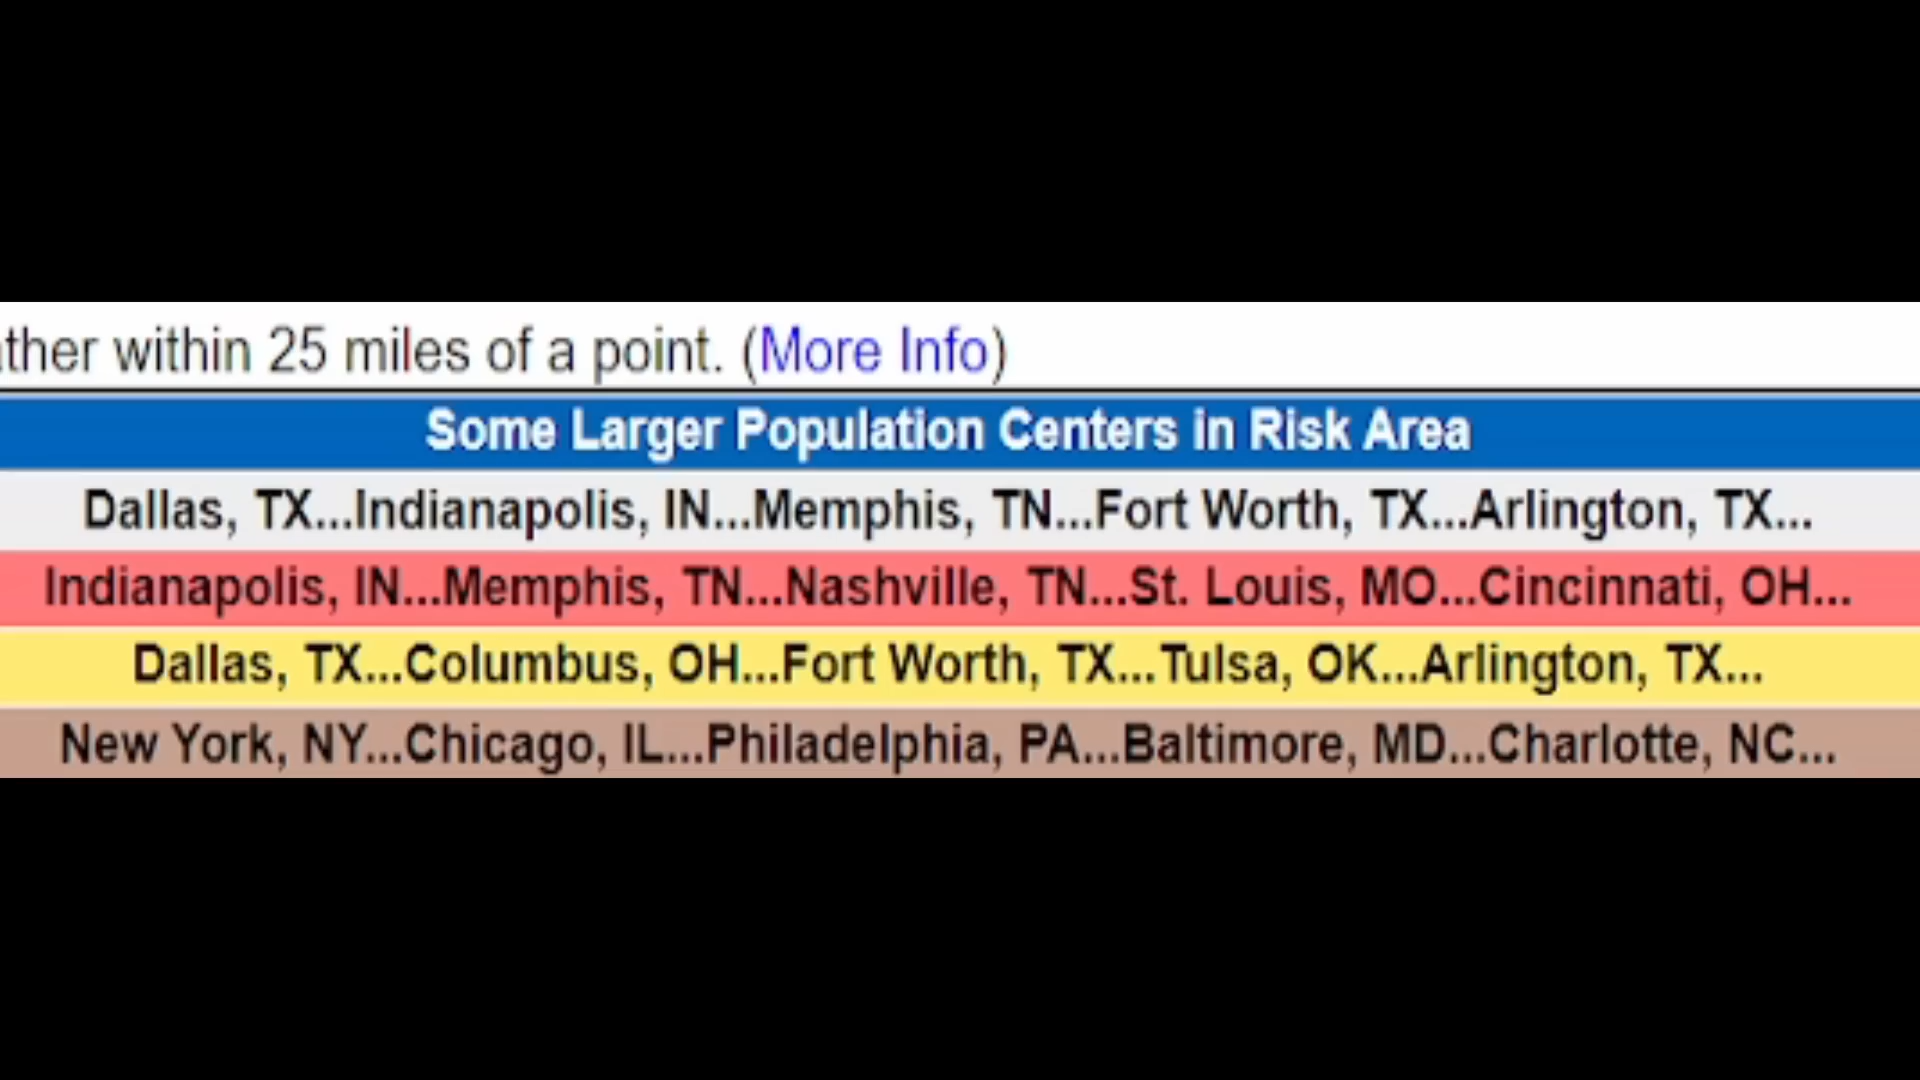 ther within 25 miles of a point. (More Info)
Some Larger Population Centers in Risk Area
Dallas, TX...Indianapolis, IN...Memphis, TN...Fort Worth, TX...Arlington, TX...
Indianapolis, IN...Memphis, TN...Nashville, TN...St. Louis, MO...Cincinnati, OH...
Dallas, TX...Columbus, OH...Fort Worth, TX...Tulsa, OK...Arlington, TX...
New York, NY...Chicago, IL...Philadelphia, PA...Baltimore, MD...Charlotte, NC...